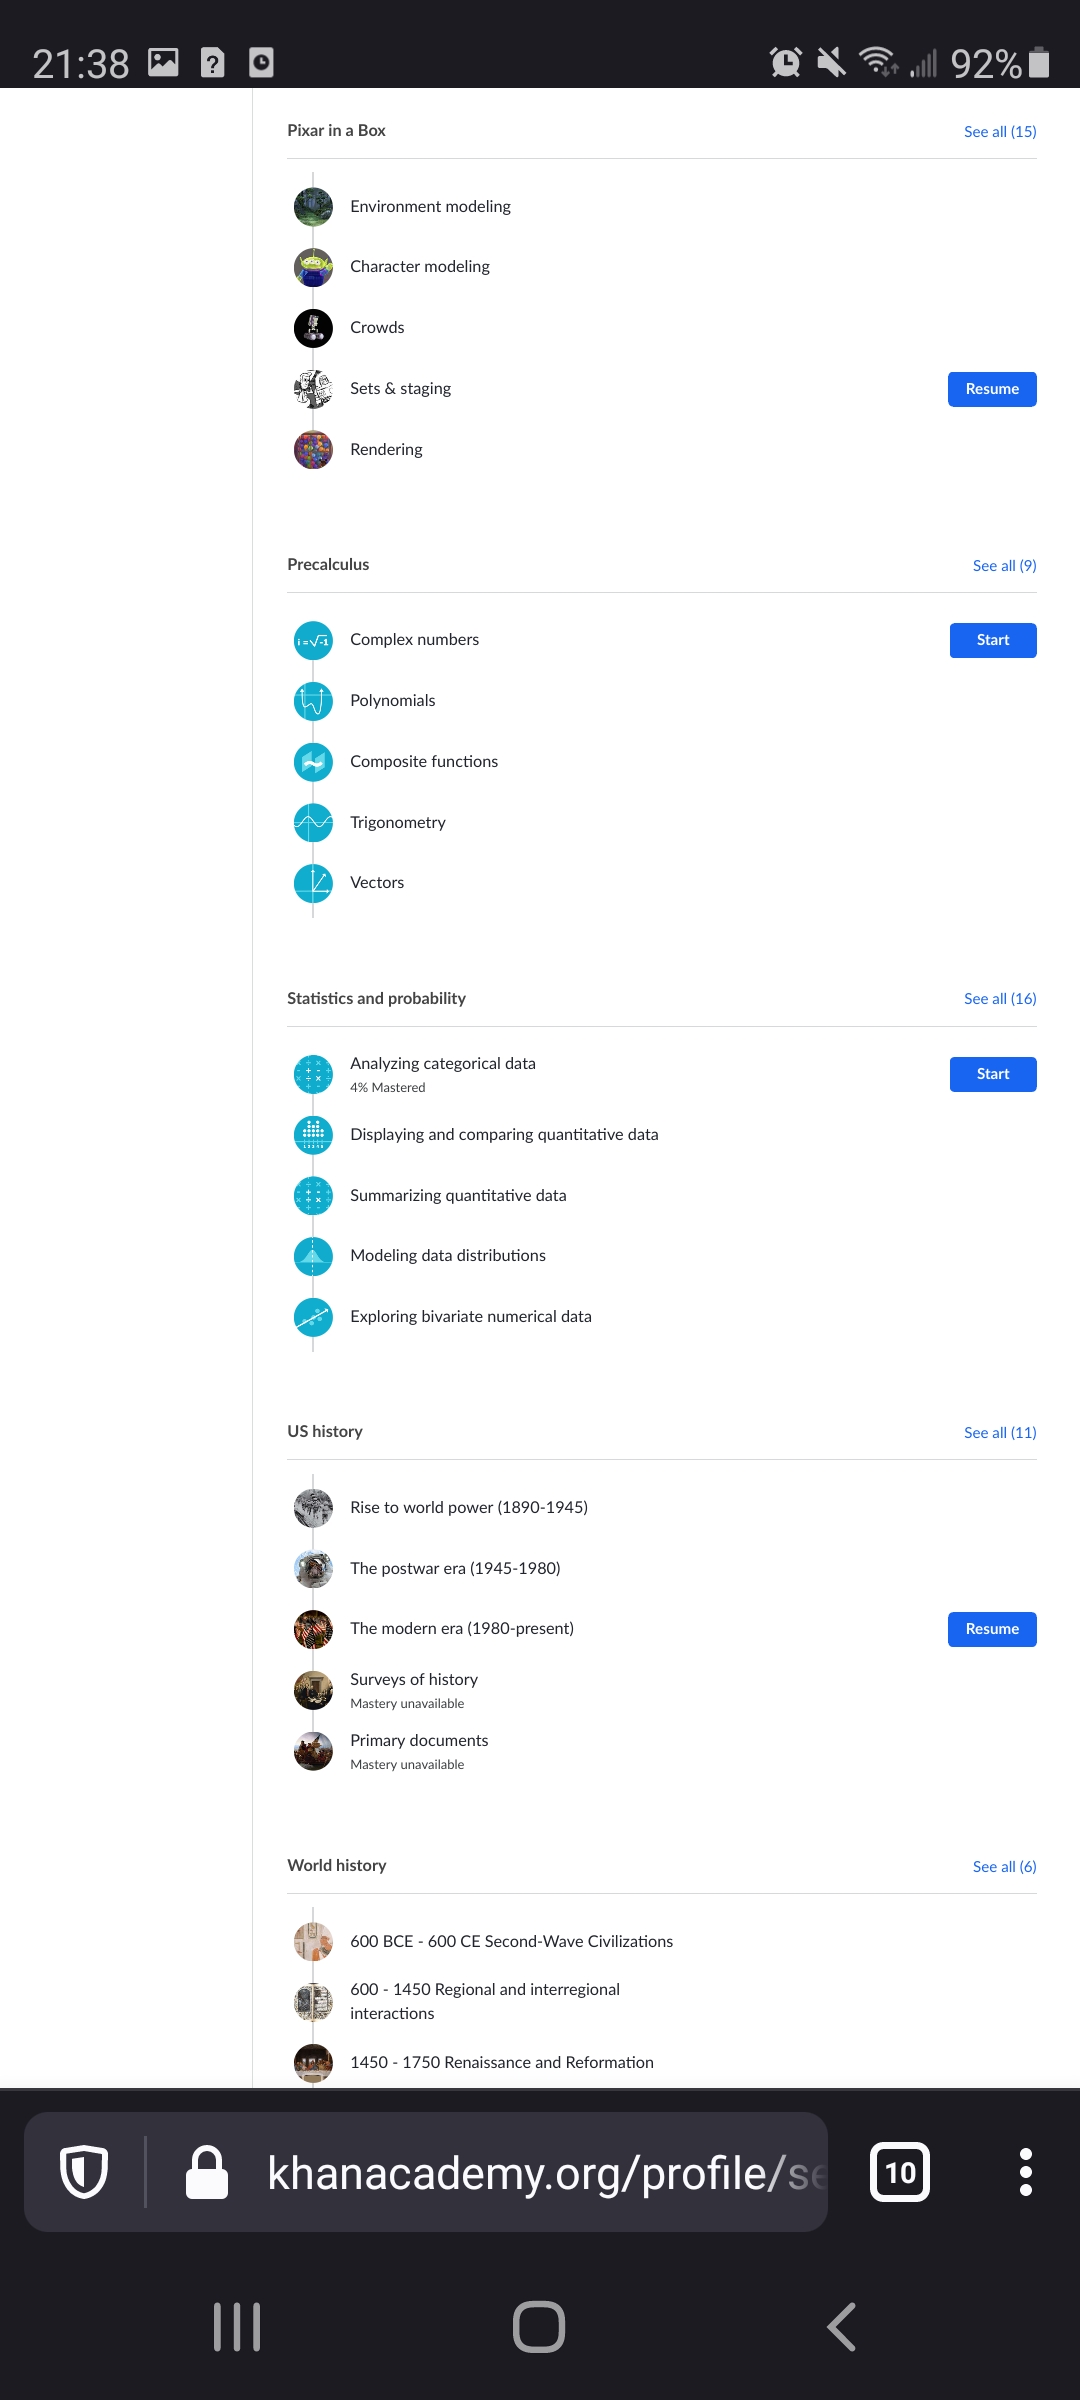 21:38
92%
Pixar in a Box
See all (15)
Environment modeling
Character modeling
Crowds
Sets & staging
Resume
Rendering
Precalculus
See all (9)
i = √-1
Complex numbers
Start
Polynomials
Composite functions
Trigonometry
Vectors
Statistics and probability
See all (16)
Analyzing categorical data
4% Mastered
Start
Displaying and comparing quantitative data
Summarizing quantitative data
Modeling data distributions
Exploring bivariate numerical data
US history
See all (11)
Rise to world power (1890-1945)
The postwar era (1945-1980)
The modern era (1980-present)
Resume
Surveys of history
Mastery unavailable
Primary documents
Mastery unavailable
World history
See all (6)
600 BCE - 600 CE Second-Wave Civilizations
600 - 1450 Regional and interregional
interactions
1450 - 1750 Renaissance and Reformation
khanacademy.org/profile/se
10